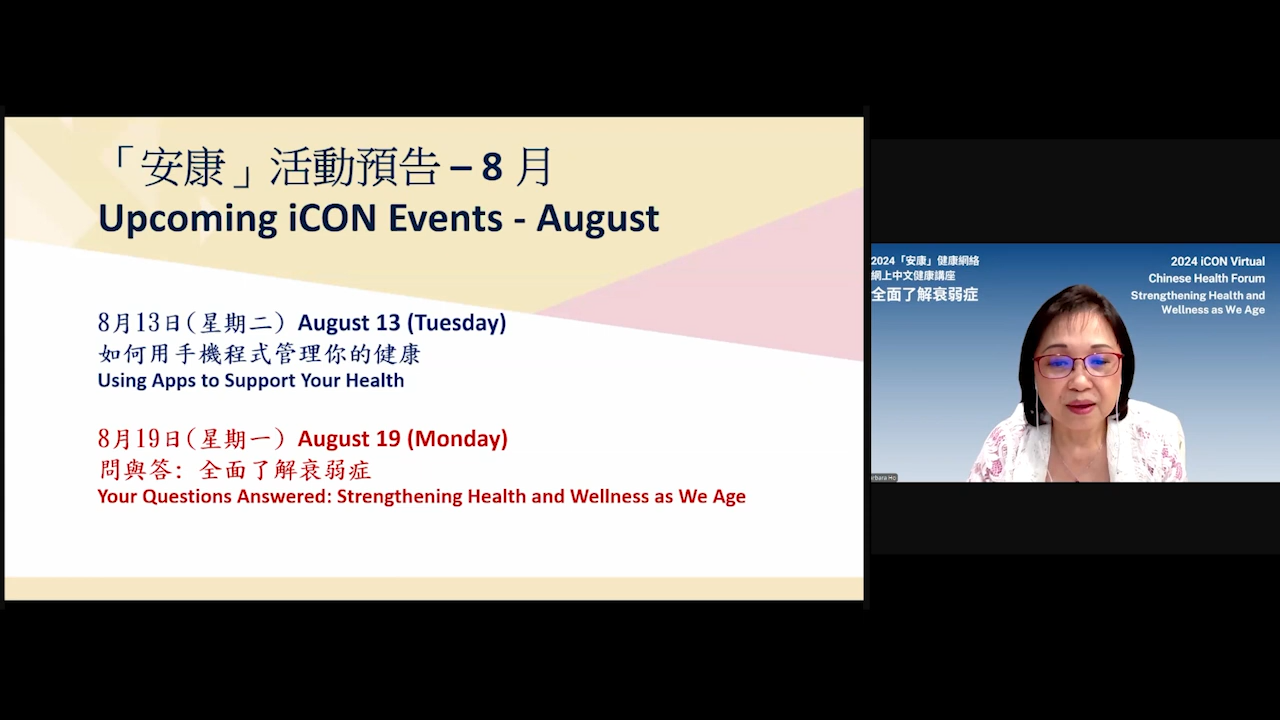 「安康」活動預告 – 8 月
Upcoming iCON Events - August
8月13日(星期二) August 13 (Tuesday)
如何用手機程式管理你的健康
Using Apps to Support Your Health
8月19日(星期一) August 19 (Monday)
問與答: 全面了解衰弱症
Your Questions Answered: Strengthening Health and Wellness as We Age
2024「安康」健康網絡
網上中文健康講座
全面了解衰弱症
2024 iCON Virtual
Chinese Health Forum
Strengthening Health and
Wellness as We Age
Ho